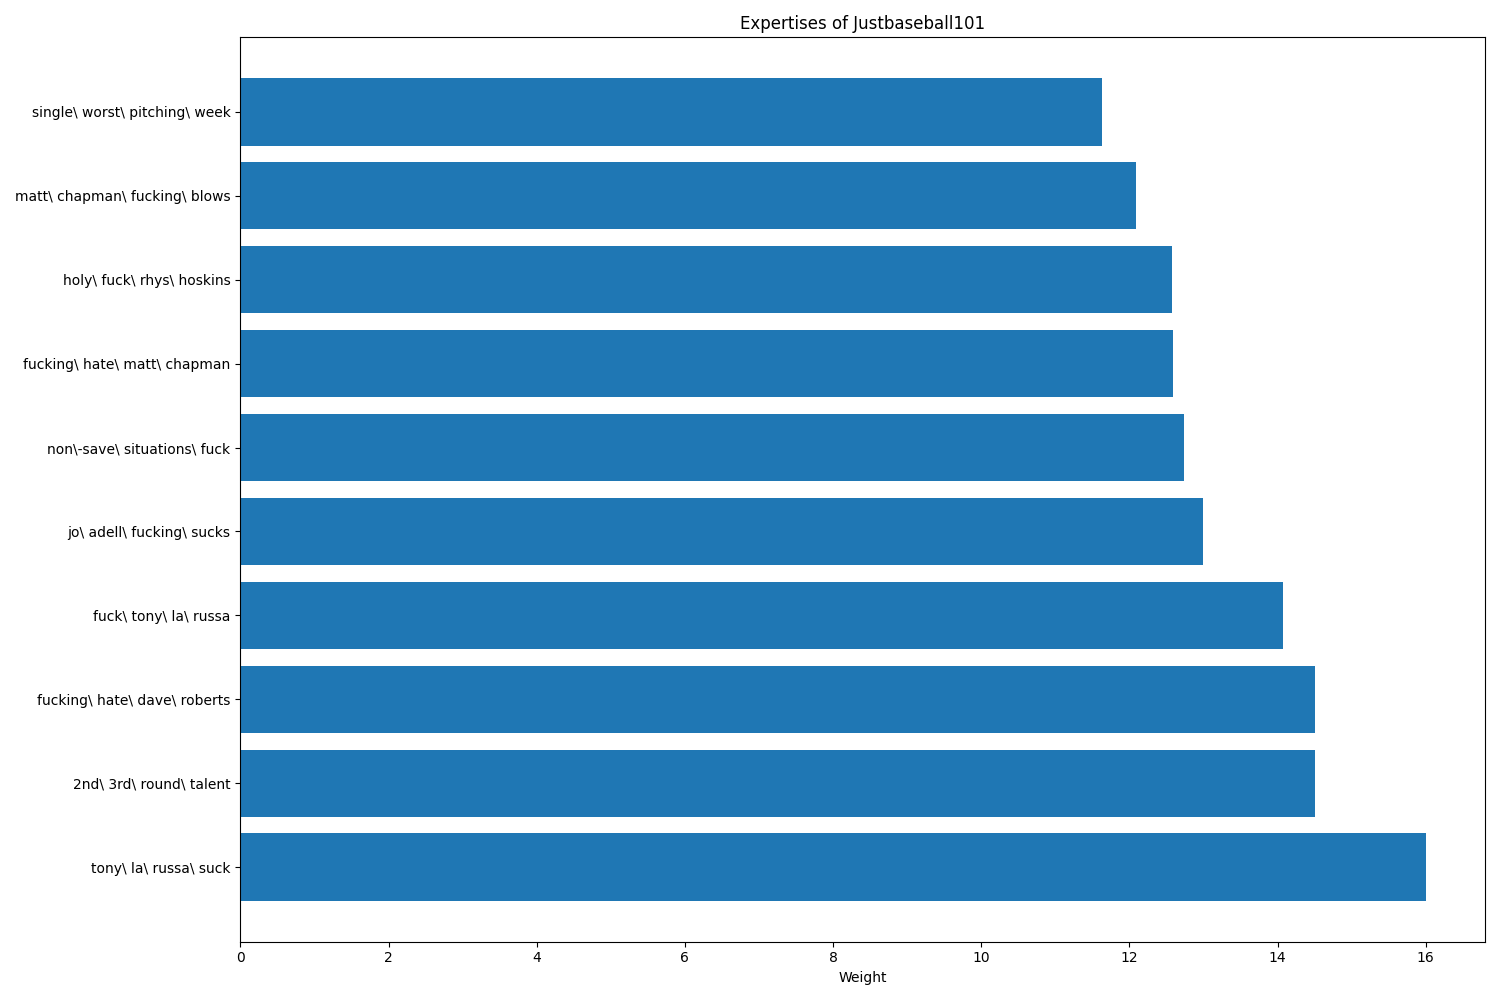 Expertises of Justbaseball101
single\ worst\ pitching\ week
matt\ chapman\ fucking\ blows
holy\ fuck\ rhys\ hoskins
fucking\ hate\ matt\ chapman
non\-save\ situations\ fuck
jo\ adell\ fucking\ sucks
fuck\ tony\ la\ russa
fucking\ hate\ dave\ roberts
2nd\ 3rd\ round\ talent
tony\ la\ russa\ suck
0 2 4 6 8 10 12 14 16
Weight